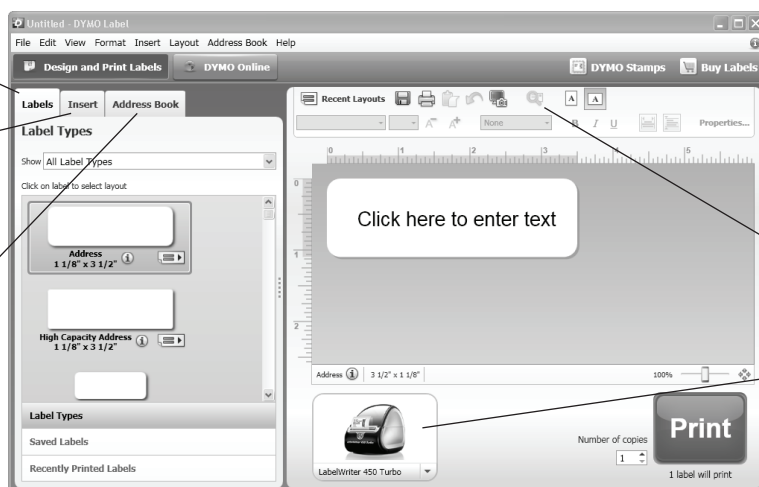 Untitled - DYMO Label
File Edit View Format Insert Layout Address Book Help
Design and Print Labels DYMO Online DYMO Stamps Buy Labels
Labels Insert Address Book
Label Types
Show All Label Types
Click on label to select layout
Address
1 1/8" x 3 1/2"
High Capacity Address
1 1/8" x 3 1/2"
Label Types
Saved Labels
Recently Printed Labels
Recent Layouts A A
A A None B I U Properties...
0 1 2 3 4 5
0
1
2
Click here to enter text
Address 3 1/2" x 1 1/8" 100%
LabelWriter 450 Turbo
Number of copies
1
Print
1 label will print